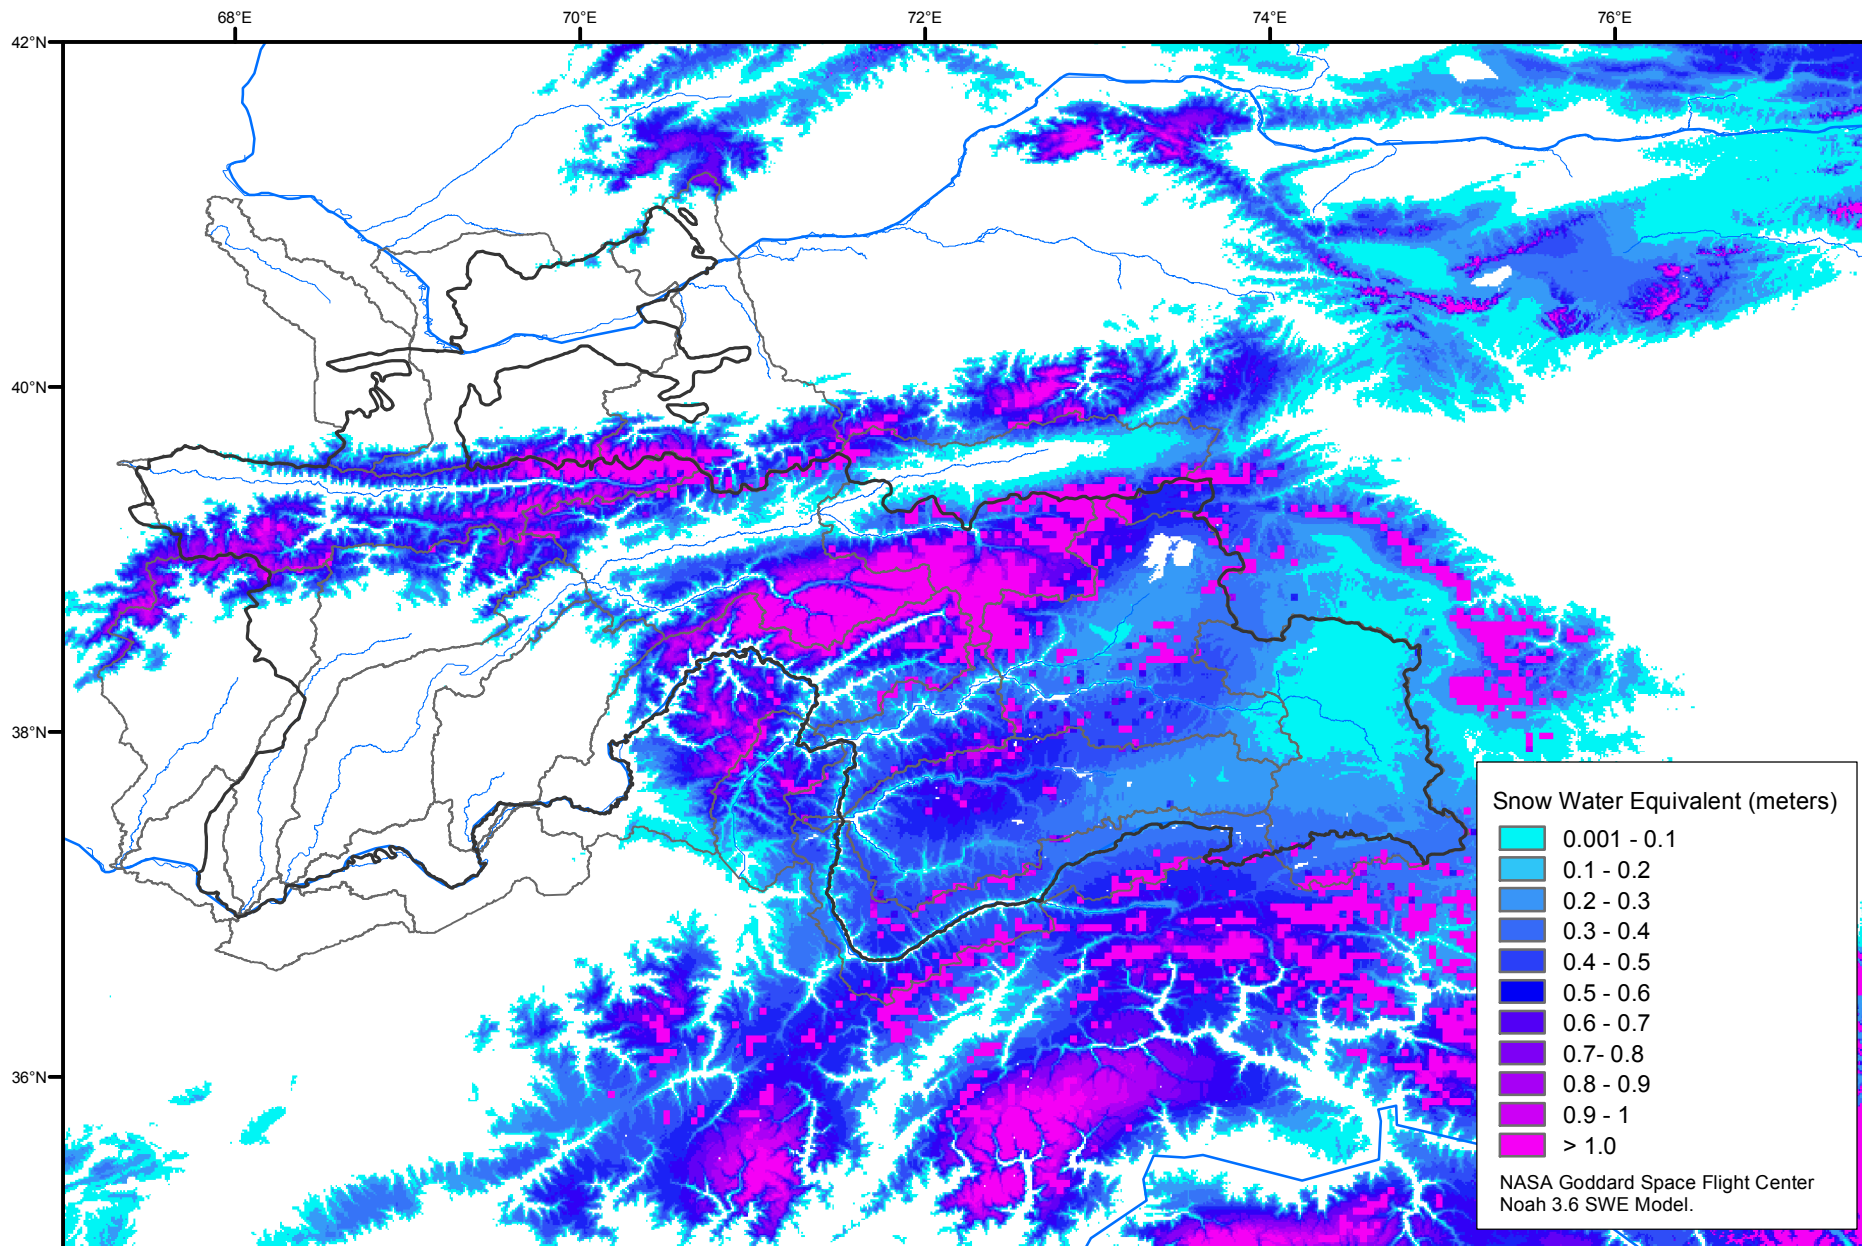 68°E 70°E 72°E 74°E 76°E
42°N
40°N
38°N
36°N
Snow Water Equivalent (meters)
0.001 - 0.1
0.1 - 0.2
0.2 - 0.3
0.3 - 0.4
0.4 - 0.5
0.5 - 0.6
0.6 - 0.7
0.7- 0.8
0.8 - 0.9
0.9 - 1
> 1.0
NASA Goddard Space Flight Center
Noah 3.6 SWE Model.